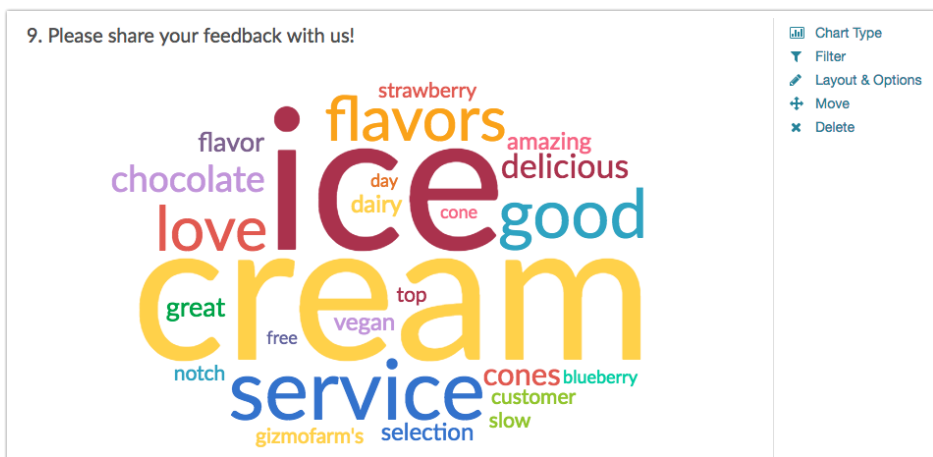 9. Please share your feedback with us!
Chart Type
Filter
Layout & Options
Move
Delete
strawberry
flavors
flavor
amazing
delicious
chocolate
ice
day
dairy
cone
love
good
cream
great
top
vegan
free
notch
service
cones
blueberry
customer
slow
selection
gizmofarm's